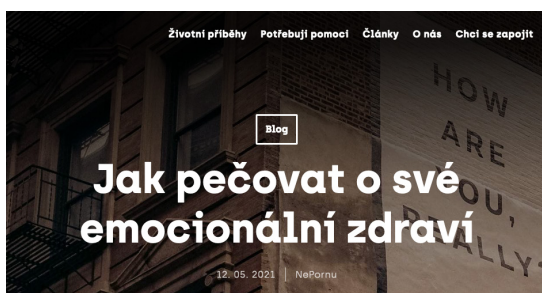 Životní příběhy Potřebuji pomoci Články O nás Chci se zapojit
Blog
Jak pečovat o své
emocionální zdraví
12. 05. 2021 | NePornu
HOW
ARE
YOU,
REALLY?